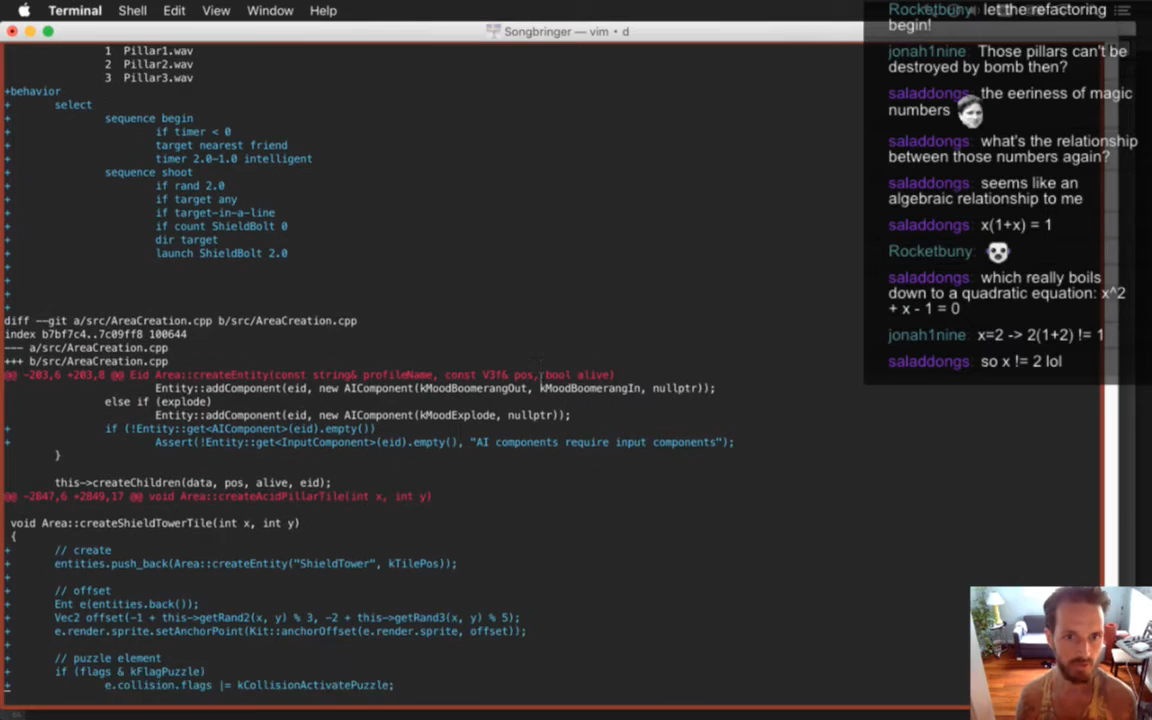 Terminal Shell Edit View Window Help
Songbringer — vim • d
1 Pillar1.wav
2 Pillar2.wav
3 Pillar3.wav
+behavior
+ select
+ sequence begin
+ if timer < 0
+ target nearest friend
+ timer 2.0~1.0 intelligent
+ sequence shoot
+ if rand 2.0
+ if target any
+ if target-in-a-line
+ if count ShieldBolt 0
+ dir target
+ launch ShieldBolt 2.0
+
+
+
+
diff --git a/src/AreaCreation.cpp b/src/AreaCreation.cpp
index b7bf7c4..7c09ff8 100644
--- a/src/AreaCreation.cpp
+++ b/src/AreaCreation.cpp
@@ -203,6 +203,8 @@ Eid Area::createEntity(const string& profileName, const V3f& pos, bool alive)
Entity::addComponent(eid, new AIComponent(kMoodBoomerangOut, kMoodBoomerangIn, nullptr));
else if (explode)
Entity::addComponent(eid, new AIComponent(kMoodExplode, nullptr));
+ if (!Entity::get<AIComponent>(eid).empty())
+ Assert(!Entity::get<InputComponent>(eid).empty(), "AI components require input components");
}
this->createChildren(data, pos, alive, eid);
@@ -2847,6 +2849,17 @@ void Area::createAcidPillarTile(int x, int y)
void Area::createShieldTowerTile(int x, int y)
{
+ // create
+ entities.push_back(Area::createEntity("ShieldTower", kTilePos));
+
+ // offset
+ Ent e(entities.back());
+ Vec2 offset(-1 + this->getRand2(x, y) % 3, -2 + this->getRand3(x, y) % 5);
+ e.render.sprite.setAnchorPoint(Kit::anchorOffset(e.render.sprite, offset));
+
+ // puzzle element
+ if (flags & kFlagPuzzle)
+ e.collision.flags |= kCollisionActivatePuzzle;
Rocketbuny: let the refactoring
begin!
jonah1nine: Those pillars can't be
destroyed by bomb then?
saladdongs: the eeriness of magic
numbers
saladdongs: what's the relationship
between those numbers again?
saladdongs: seems like an
algebraic relationship to me
saladdongs: x(1+x) = 1
Rocketbuny:
saladdongs: which really boils
down to a quadratic equation: x^2
+ x - 1 = 0
jonah1nine: x=2 -> 2(1+2) != 1
saladdongs: so x != 2 lol